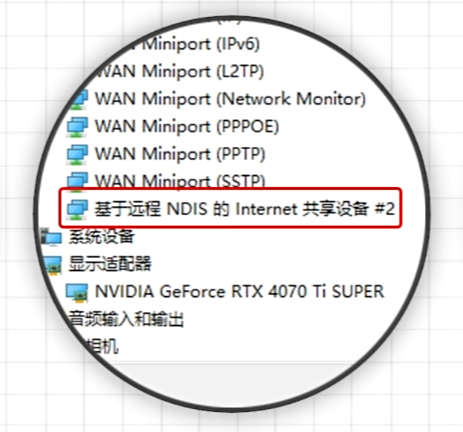 WAN Miniport (IPv6)
WAN Miniport (L2TP)
WAN Miniport (Network Monitor)
WAN Miniport (PPPOE)
WAN Miniport (PPTP)
WAN Miniport (SSTP)
基于远程 NDIS 的 Internet 共享设备 #2
系统设备
显示适配器
NVIDIA GeForce RTX 4070 Ti SUPER
音频输入和输出
相机